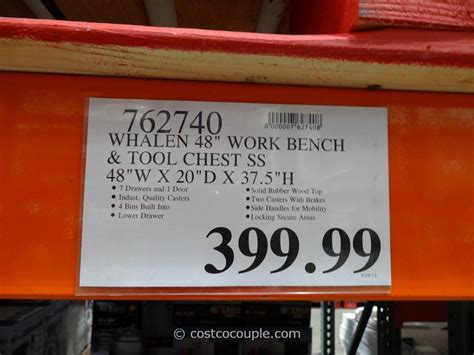 762740
0"000007"627408"
WHALEN 48" WORK BENCH
& TOOL CHEST SS
48"W X 20"D X 37.5"H
• 7 Drawers and 1 Door
• Indust. Quality Casters
• 4 Bins Built Into
• Lower Drawer
• Solid Rubber Wood Top
• Two Casters With Brakes
• Side Handles for Mobility
• Locking Secure Areas
399.99
costcocouple.com